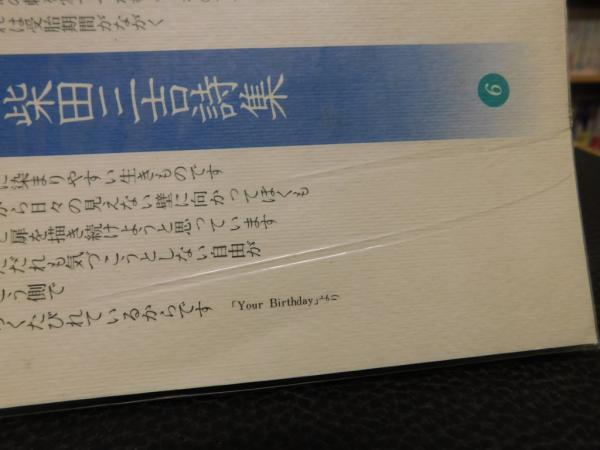 れは受胎期間がながく
柴田三吉詩集
6
に染まりやすい生きものです
から日々の見えない壁に向かってぼくも
扉を描き続けようと思っています
だれも気づこうとしない自由が
こう側で
くたびれているからです 「Your Birthday」より